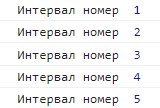 Интервал номер 1
Интервал номер 2
Интервал номер 3
Интервал номер 4
Интервал номер 5